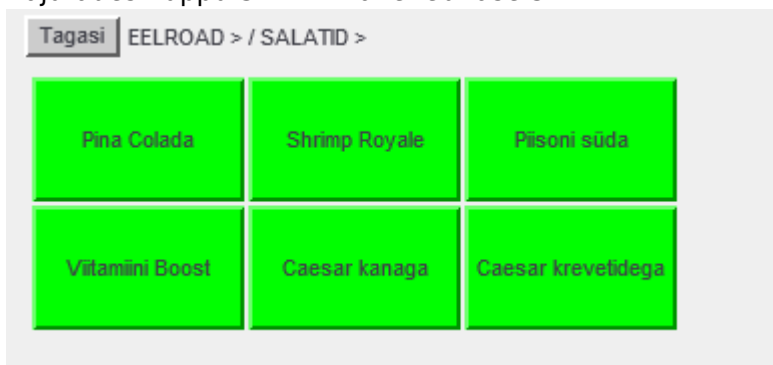 Tagasi EELROAD > / SALATID >
Pina Colada Shrimp Royale Piisoni süda
Viitamiini Boost Caesar kanaga Caesar krevetidega